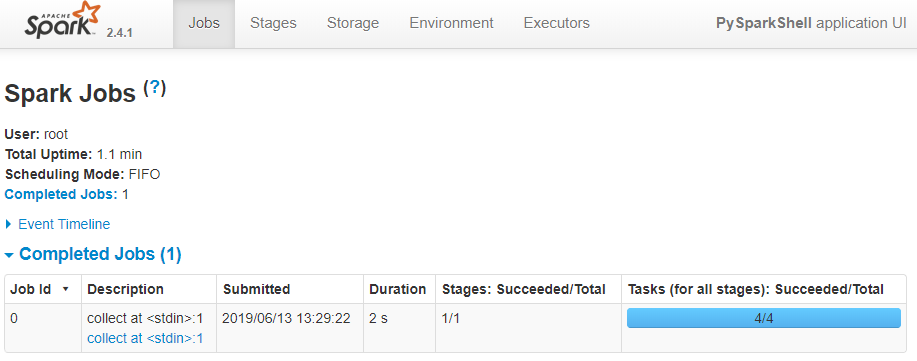 APACHE
Spark™ 2.4.1 Jobs Stages Storage Environment Executors PySparkShell application UI
Spark Jobs (?)
User: root
Total Uptime: 1.1 min
Scheduling Mode: FIFO
Completed Jobs: 1
Event Timeline
Completed Jobs (1)
Job Id ▾ Description Submitted Duration Stages: Succeeded/Total Tasks (for all stages): Succeeded/Total
0 collect at <stdin>:1 2019/06/13 13:29:22 2 s 1/1 4/4
collect at <stdin>:1